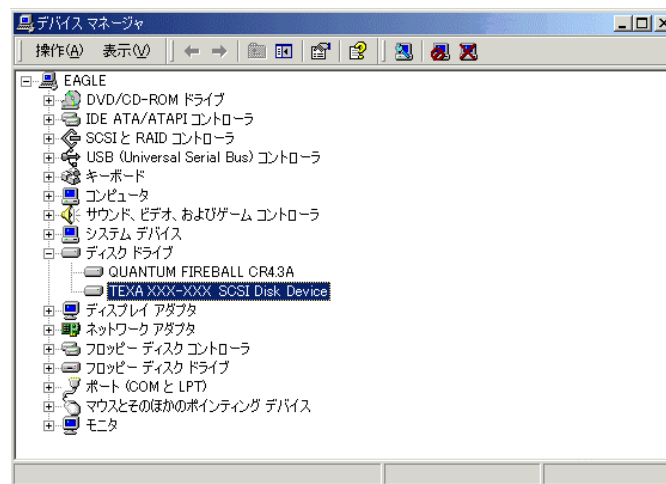 デバイス マネージャ
操作(A) 表示(V)
EAGLE
DVD/CD-ROM ドライブ
IDE ATA/ATAPI コントローラ
SCSI と RAID コントローラ
USB (Universal Serial Bus) コントローラ
キーボード
コンピュータ
サウンド、ビデオ、およびゲーム コントローラ
システム デバイス
ディスク ドライブ
QUANTUM FIREBALL CR4.3A
TEXA XXX-XXX SCSI Disk Device
ディスプレイ アダプタ
ネットワーク アダプタ
フロッピー ディスク コントローラ
フロッピー ディスク ドライブ
ポート (COM と LPT)
マウスとそのほかのポインティング デバイス
モニタ